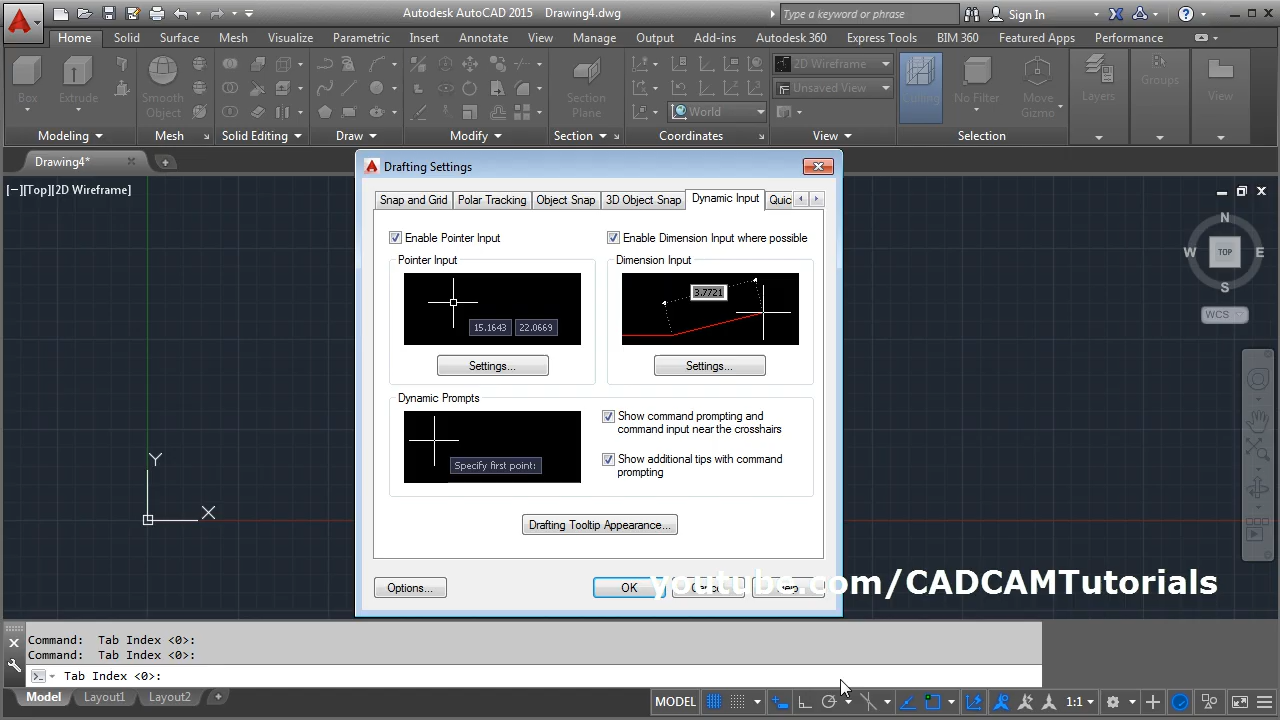 Autodesk AutoCAD 2015 Drawing4.dwg
Type a keyword or phrase
Sign In
Home Solid Surface Mesh Visualize Parametric Insert Annotate View Manage Output Add-ins Autodesk 360 Express Tools BIM 360 Featured Apps Performance
Box Extrude Smooth Object Section Plane World 2D Wireframe Unsaved View Culling No Filter Move Gizmo Layers Groups View
Modeling Mesh Solid Editing Draw Modify Section Coordinates View Selection
Drawing4*
[−][Top][2D Wireframe]
Drafting Settings
Snap and Grid Polar Tracking Object Snap 3D Object Snap Dynamic Input Quic
Enable Pointer Input
Enable Dimension Input where possible
Pointer Input
Dimension Input
3.7721
15.1643 22.0669
Settings...
Settings...
Dynamic Prompts
Show command prompting and
command input near the crosshairs
Specify first point:
Show additional tips with command
prompting
Drafting Tooltip Appearance...
Options... OK
youtube.com/CADCAMTutorials
N
W TOP E
S
WCS
Y
X
Command: Tab Index <0>:
Command: Tab Index <0>:
Tab Index <0>:
Model Layout1 Layout2
MODEL 1:1